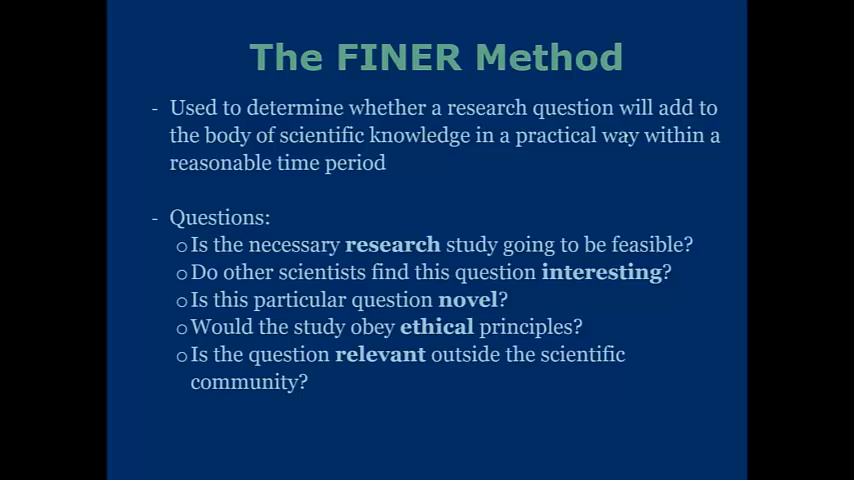 The FINER Method
- Used to determine whether a research question will add to
the body of scientific knowledge in a practical way within a
reasonable time period
- Questions:
o Is the necessary research study going to be feasible?
o Do other scientists find this question interesting?
o Is this particular question novel?
o Would the study obey ethical principles?
o Is the question relevant outside the scientific
community?